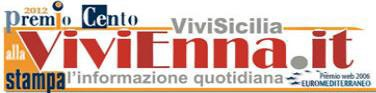 2012
premio Cento
ViviSicilia
alla
ViviEnna.it
stampa
l'informazione quotidiana
Premio web 2006
EUROMEDITERRANEO